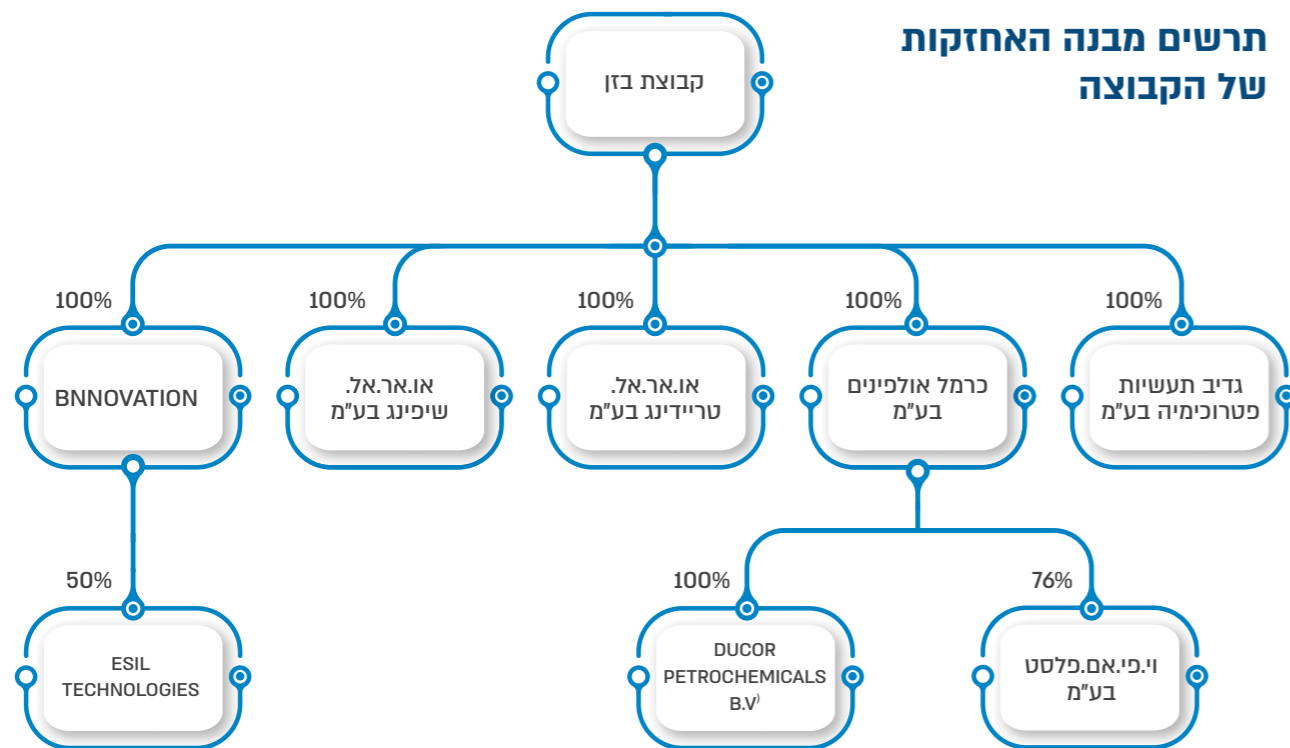 תרשים מבנה האחזקות
של הקבוצה
קבוצת בזן
100%
100%
100%
100%
100%
גדיב תעשיות
פטרוכימיה בע"מ
כרמל אולפינים
בע"מ
או.אר.אל.
טריידינג בע"מ
או.אר.אל.
שיפינג בע"מ
BNNOVATION
76%
100%
50%
וי.פי.אם.פלסט
בע"מ
DUCOR
PETROCHEMICALS
B.V⁾
ESIL
TECHNOLOGIES